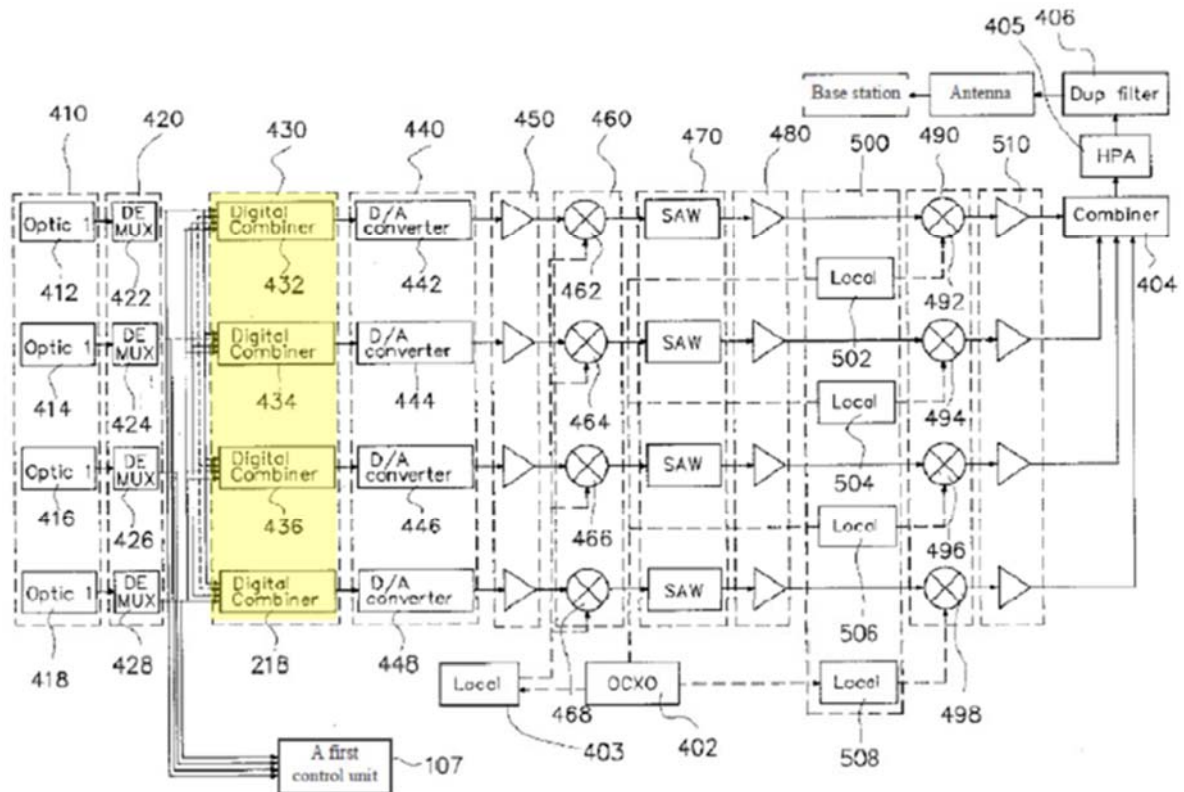 406
405
Base station
Antenna
Dup filter
410
420
430
440
450
460
470
480
500
490
510
HPA
Optic 1
DE
MUX
Digital
Combiner
D/A
converter
SAW
Combiner
412
422
432
442
462
Local
492
404
Optic 1
DE
MUX
Digital
Combiner
D/A
converter
SAW
502
414
424
434
444
464
Local
494
Optic 1
DE
MUX
Digital
Combiner
D/A
converter
SAW
504
416
426
436
446
466
Local
496
Optic 1
DE
MUX
Digital
Combiner
D/A
converter
SAW
506
418
428
218
448
Local
468
OCXO
Local
498
403
402
508
A first
control unit
107